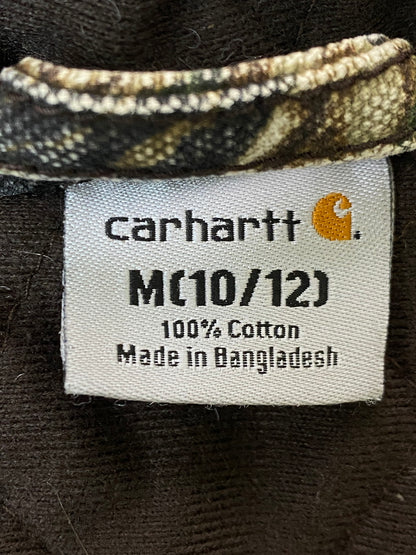 carhartt
M(10/12)
100% Cotton
Made in Bangladesh